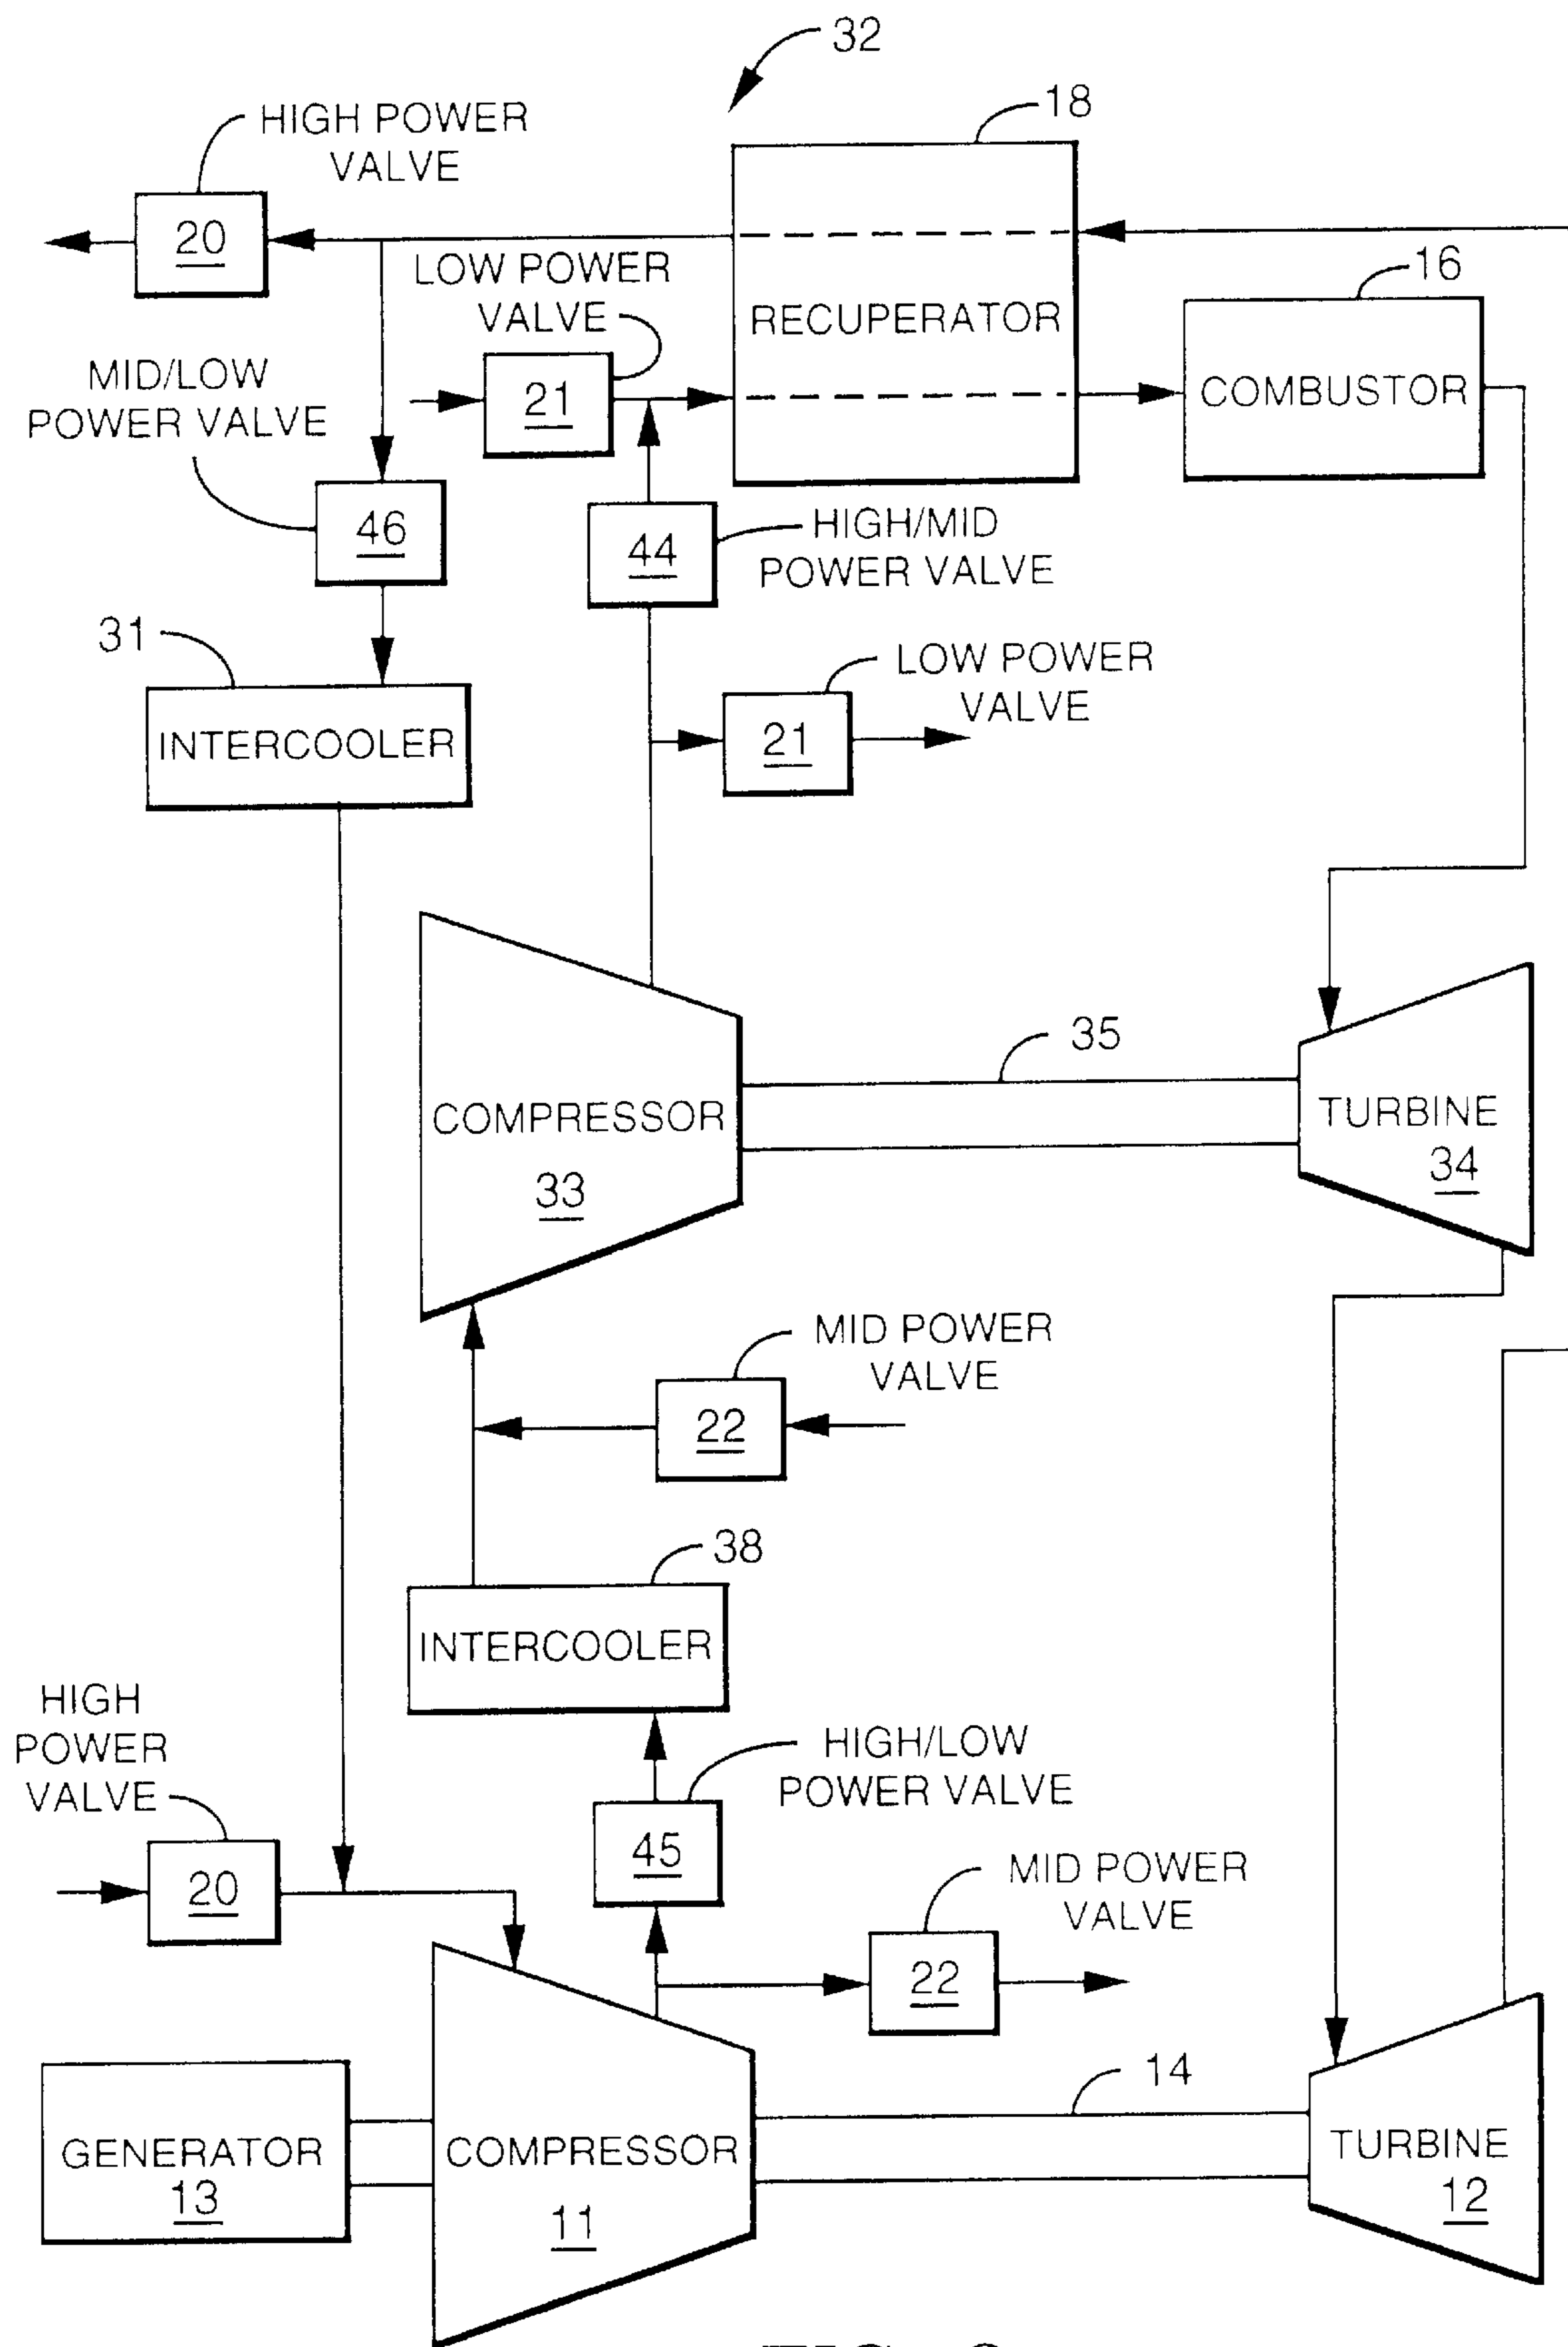 32
18
HIGH POWER
VALVE
20
LOW POWER
VALVE
16
RECUPERATOR
MID/LOW
POWER VALVE
21
COMBUSTOR
46
44
HIGH/MID
POWER VALVE
31
LOW POWER
VALVE
INTERCOOLER
21
35
COMPRESSOR
33
TURBINE
34
MID POWER
VALVE
22
38
INTERCOOLER
HIGH
POWER
VALVE
HIGH/LOW
POWER VALVE
45
20
MID POWER
VALVE
22
14
GENERATOR
13
COMPRESSOR
11
TURBINE
12